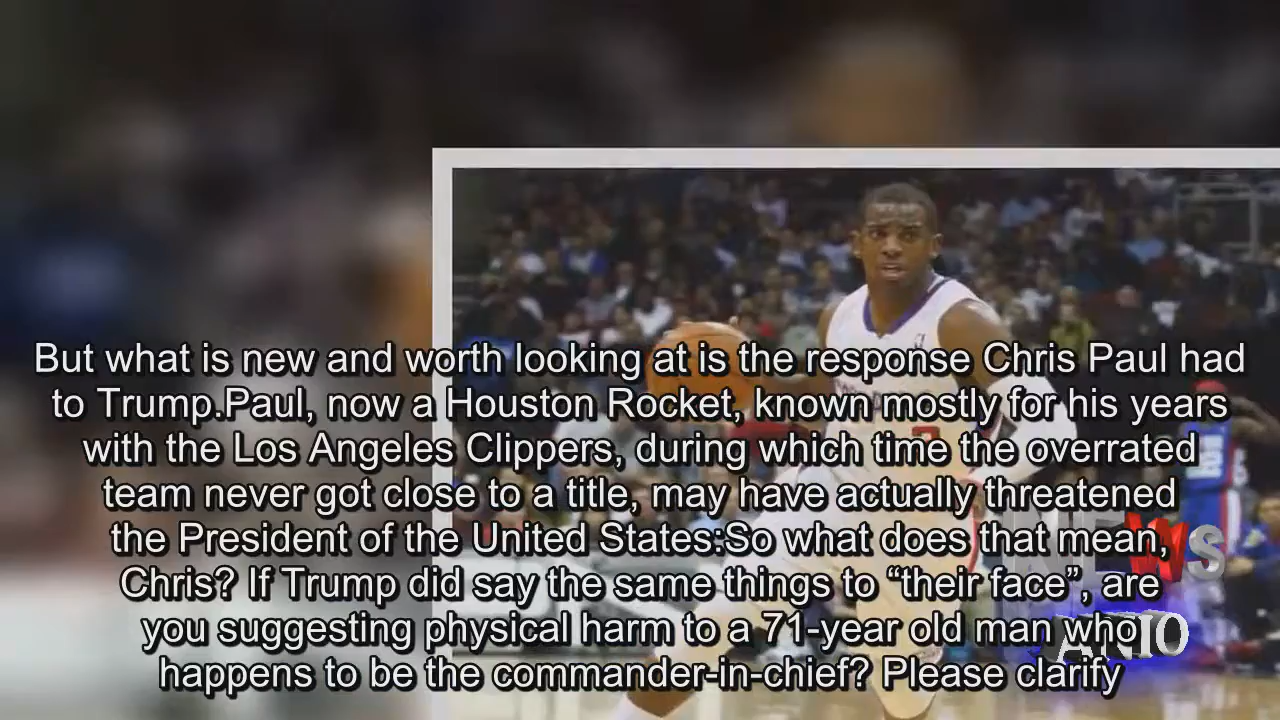 But what is new and worth looking at is the response Chris Paul had
to Trump.Paul, now a Houston Rocket, known mostly for his years
with the Los Angeles Clippers, during which time the overrated
team never got close to a title, may have actually threatened
the President of the United States:So what does that mean,
Chris? If Trump did say the same things to “their face”, are
you suggesting physical harm to a 71-year old man who
happens to be the commander-in-chief? Please clarify
NEWS